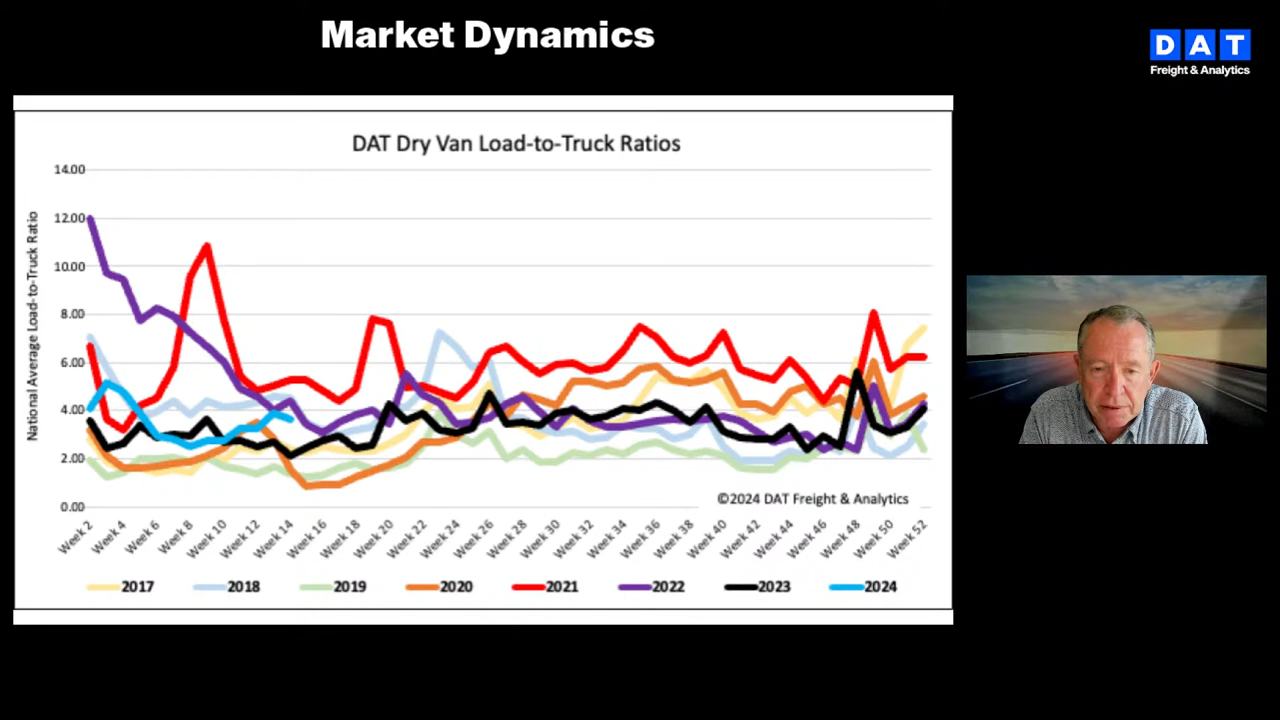 Market Dynamics
DAT
Freight & Analytics
DAT Dry Van Load-to-Truck Ratios
National Average Load-to-Truck Ratio
14.00
12.00
10.00
8.00
6.00
4.00
2.00
0.00
©2024 DAT Freight & Analytics
Week 2 Week 4 Week 6 Week 8 Week 10 Week 12 Week 14 Week 16 Week 18 Week 20 Week 22 Week 24 Week 26 Week 28 Week 30 Week 32 Week 34 Week 36 Week 38 Week 40 Week 42 Week 44 Week 46 Week 48 Week 50 Week 52
2017 2018 2019 2020 2021 2022 2023 2024